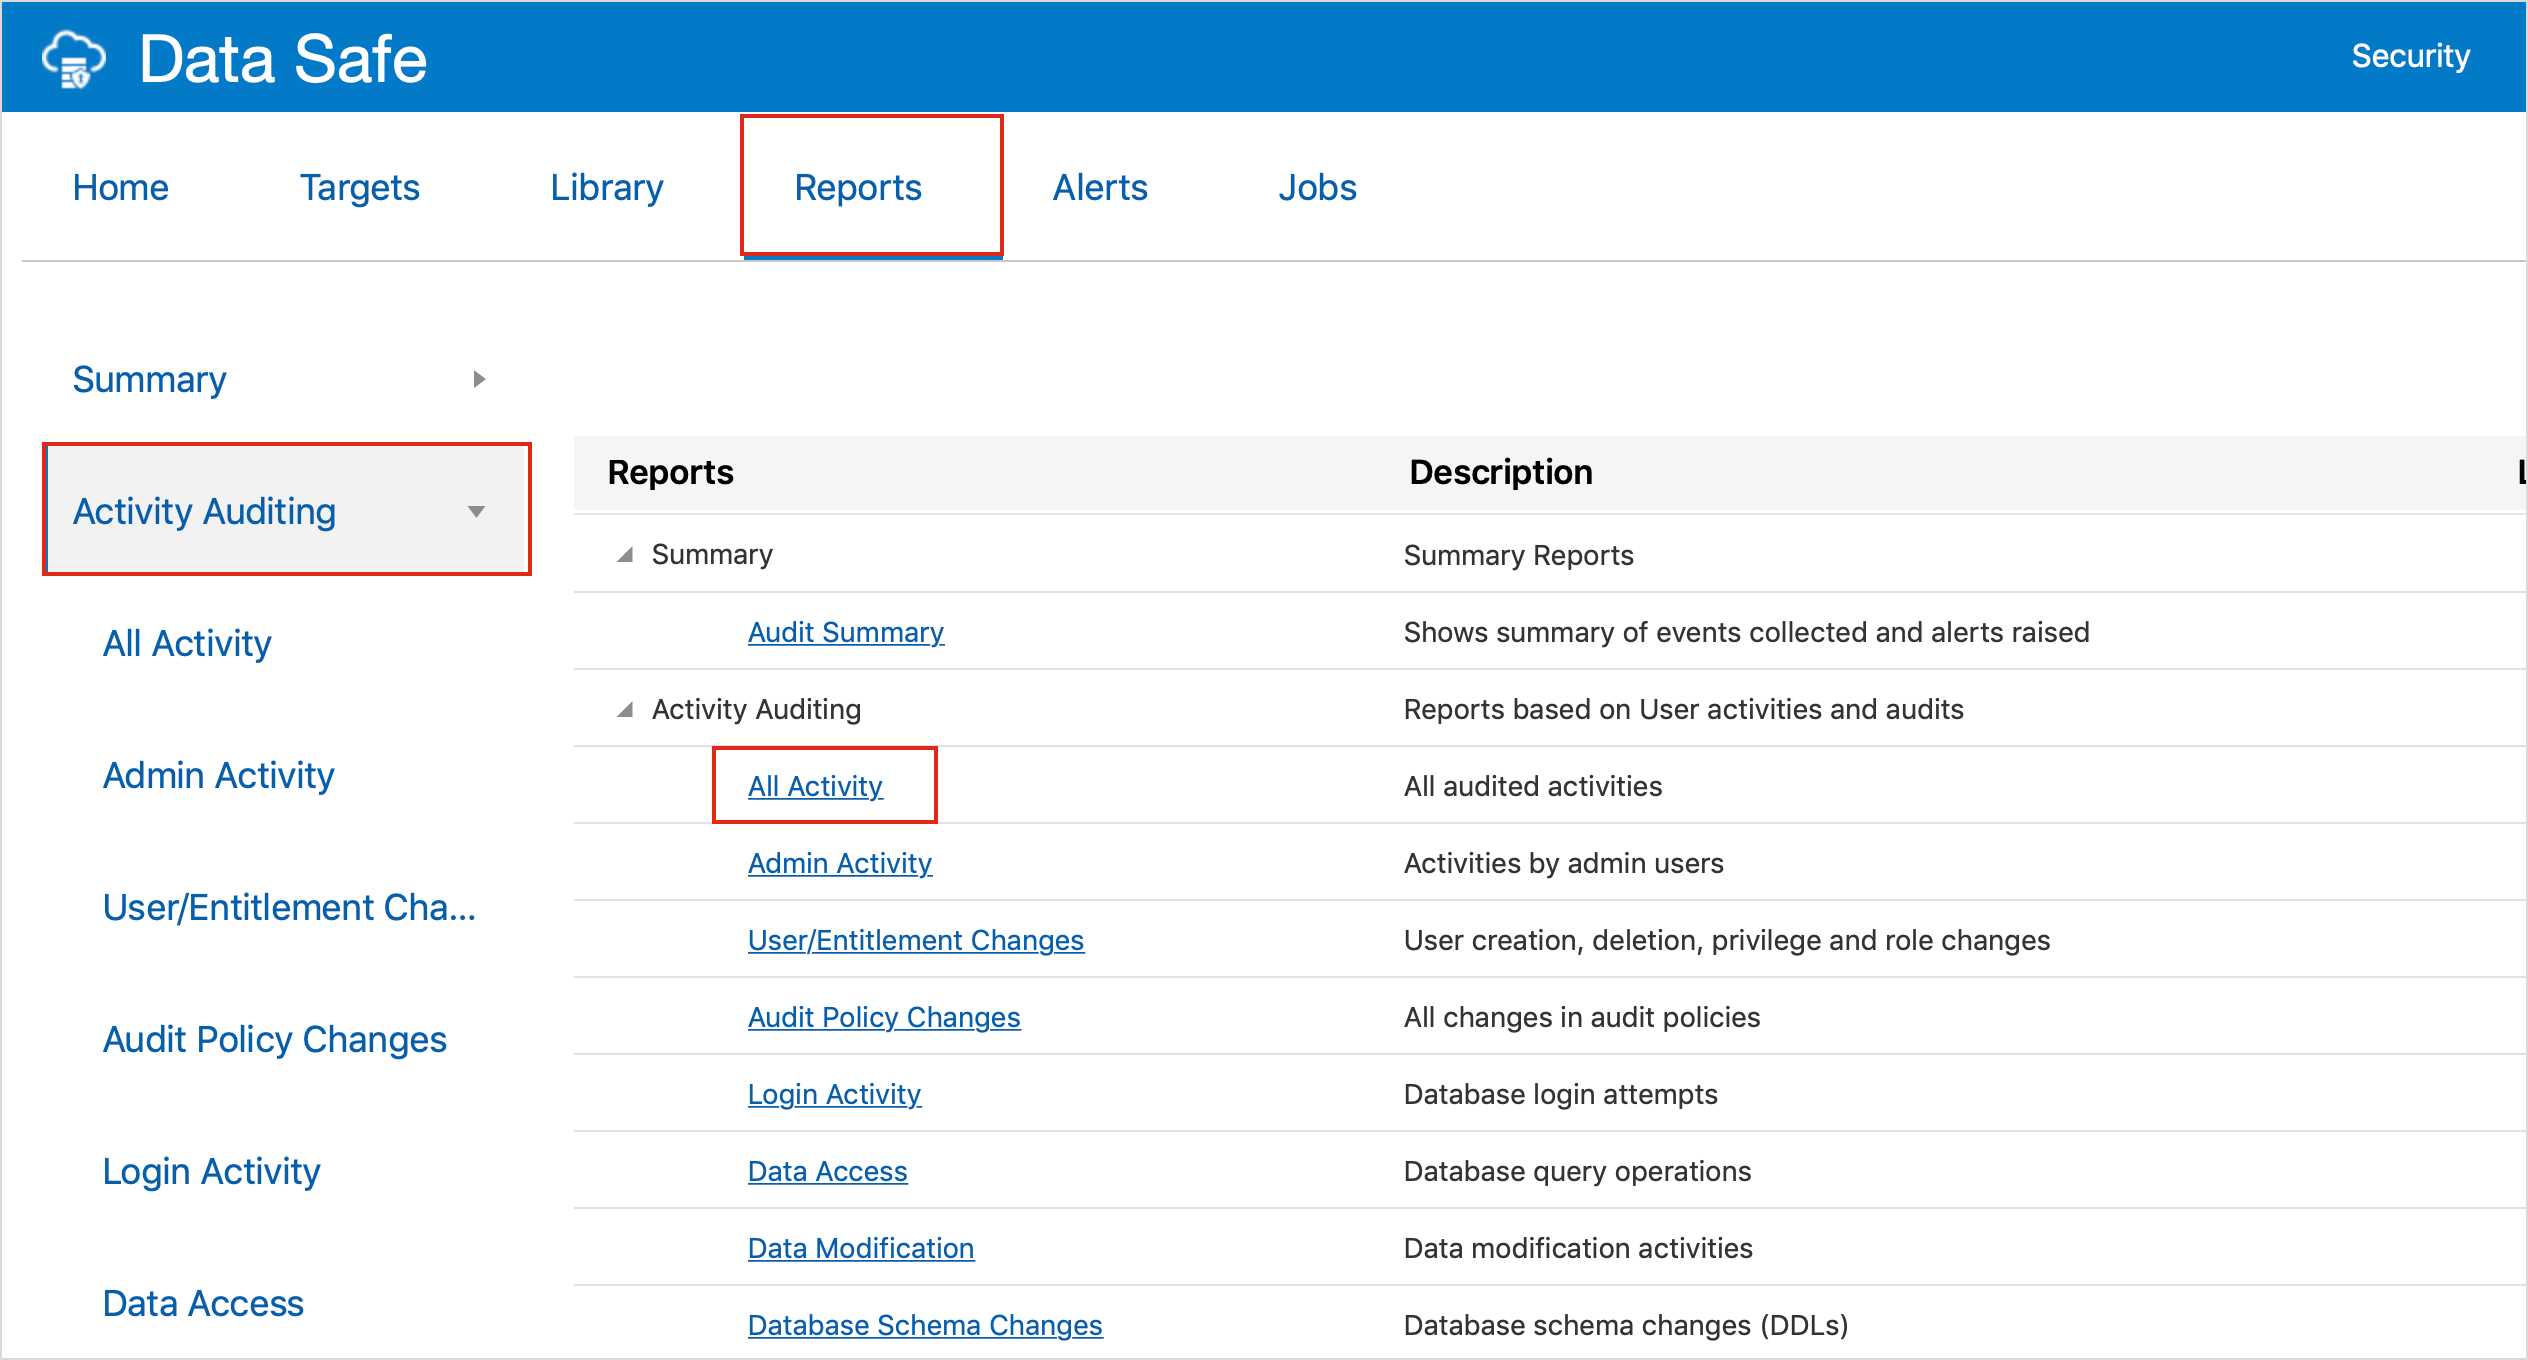 Data Safe
Security
Home Targets Library Reports Alerts Jobs
Summary
Activity Auditing
All Activity
Admin Activity
User/Entitlement Cha...
Audit Policy Changes
Login Activity
Data Access
Reports Description
Summary Summary Reports
Audit Summary Shows summary of events collected and alerts raised
Activity Auditing Reports based on User activities and audits
All Activity All audited activities
Admin Activity Activities by admin users
User/Entitlement Changes User creation, deletion, privilege and role changes
Audit Policy Changes All changes in audit policies
Login Activity Database login attempts
Data Access Database query operations
Data Modification Data modification activities
Database Schema Changes Database schema changes (DDLs)